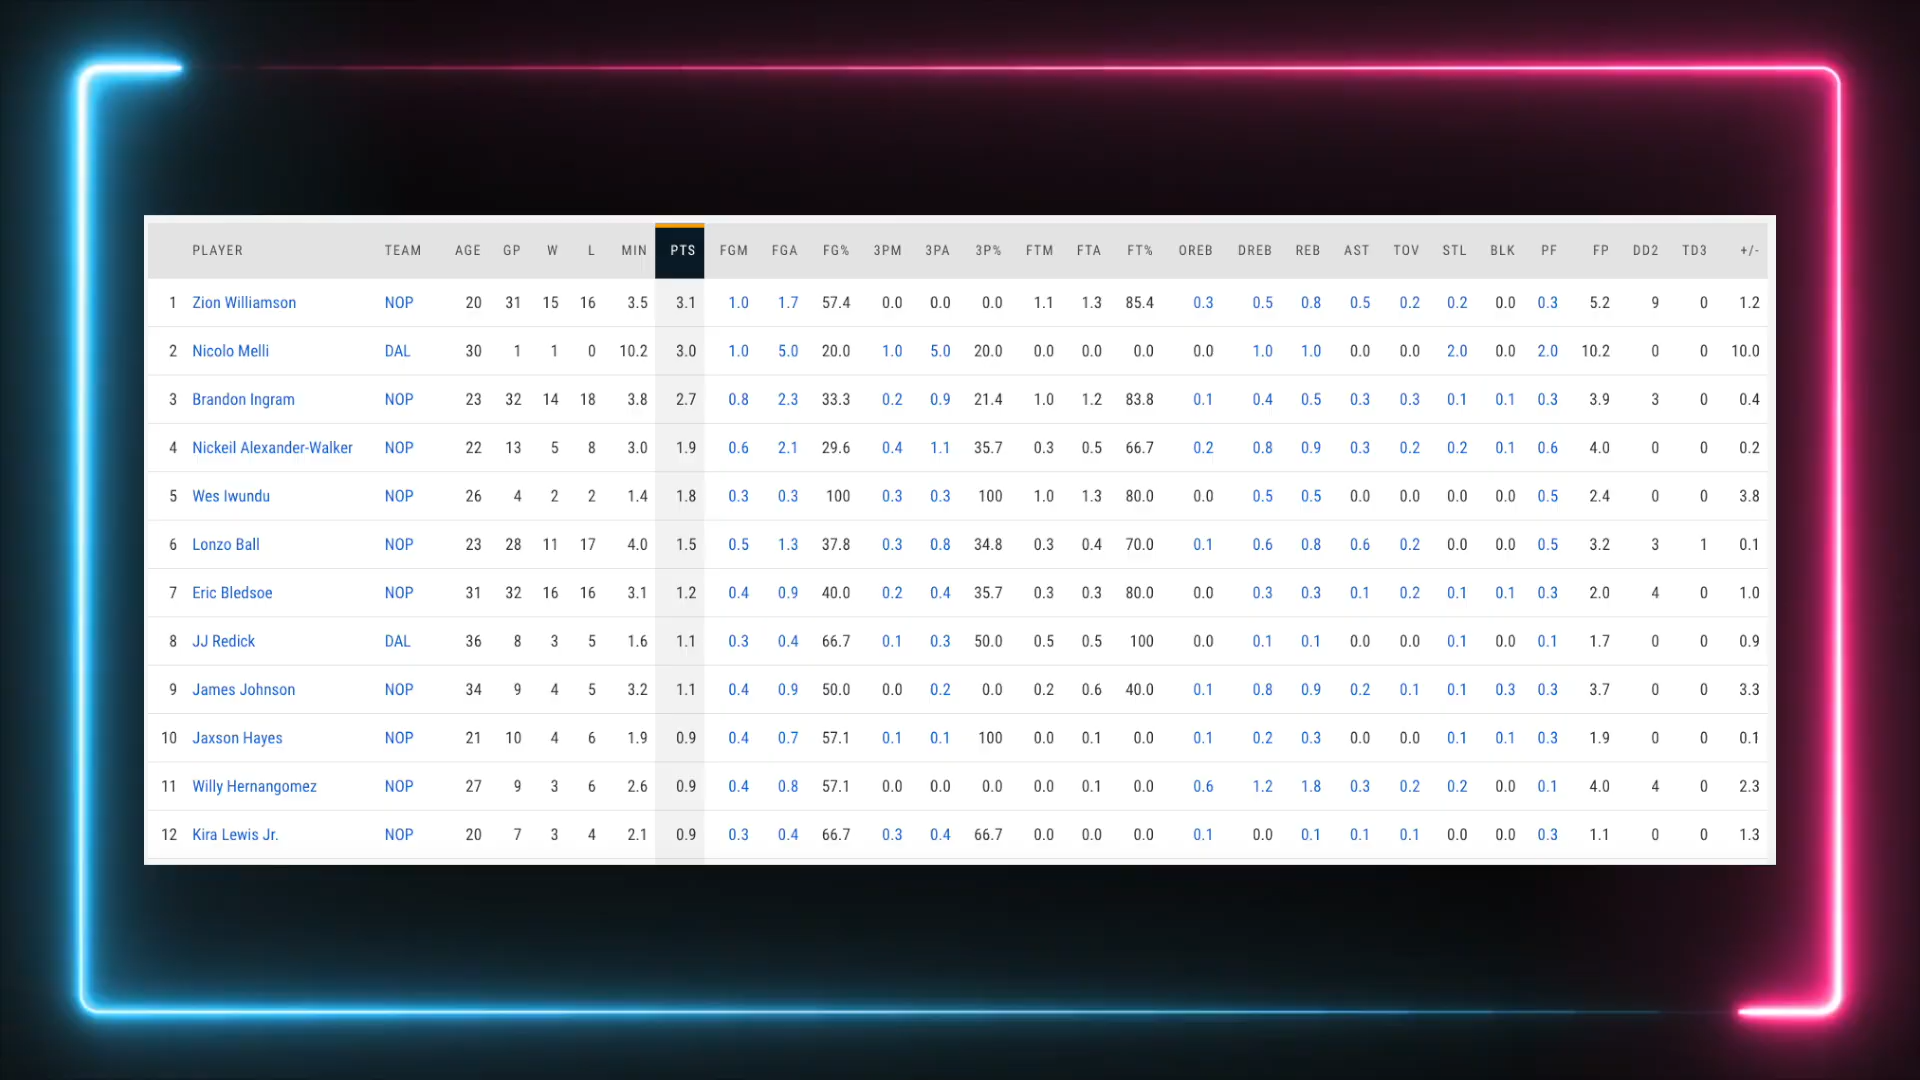 PLAYER TEAM AGE GP W L MIN PTS FGM FGA FG% 3PM 3PA 3P% FTM FTA FT% OREB DREB REB AST TOV STL BLK PF FP DD2 TD3 +/-
1 Zion Williamson NOP 20 31 15 16 3.5 3.1 1.0 1.7 57.4 0.0 0.0 0.0 1.1 1.3 85.4 0.3 0.5 0.8 0.5 0.2 0.2 0.0 0.3 5.2 9 0 1.2
2 Nicolo Melli DAL 30 1 1 0 10.2 3.0 1.0 5.0 20.0 1.0 5.0 20.0 0.0 0.0 0.0 0.0 1.0 1.0 0.0 0.0 2.0 0.0 2.0 10.2 0 0 10.0
3 Brandon Ingram NOP 23 32 14 18 3.8 2.7 0.8 2.3 33.3 0.2 0.9 21.4 1.0 1.2 83.8 0.1 0.4 0.5 0.3 0.3 0.1 0.1 0.3 3.9 3 0 0.4
4 Nickeil Alexander-Walker NOP 22 13 5 8 3.0 1.9 0.6 2.1 29.6 0.4 1.1 35.7 0.3 0.5 66.7 0.2 0.8 0.9 0.3 0.2 0.2 0.1 0.6 4.0 0 0 0.2
5 Wes Iwundu NOP 26 4 2 2 1.4 1.8 0.3 0.3 100 0.3 0.3 100 1.0 1.3 80.0 0.0 0.5 0.5 0.0 0.0 0.0 0.0 0.5 2.4 0 0 3.8
6 Lonzo Ball NOP 23 28 11 17 4.0 1.5 0.5 1.3 37.8 0.3 0.8 34.8 0.3 0.4 70.0 0.1 0.6 0.8 0.6 0.2 0.0 0.0 0.5 3.2 3 1 0.1
7 Eric Bledsoe NOP 31 32 16 16 3.1 1.2 0.4 0.9 40.0 0.2 0.4 35.7 0.3 0.3 80.0 0.0 0.3 0.3 0.1 0.2 0.1 0.1 0.3 2.0 4 0 1.0
8 JJ Redick DAL 36 8 3 5 1.6 1.1 0.3 0.4 66.7 0.1 0.3 50.0 0.5 0.5 100 0.0 0.1 0.1 0.0 0.0 0.1 0.0 0.1 1.7 0 0 0.9
9 James Johnson NOP 34 9 4 5 3.2 1.1 0.4 0.9 50.0 0.0 0.2 0.0 0.2 0.6 40.0 0.1 0.8 0.9 0.2 0.1 0.1 0.3 0.3 3.7 0 0 3.3
10 Jaxson Hayes NOP 21 10 4 6 1.9 0.9 0.4 0.7 57.1 0.1 0.1 100 0.0 0.1 0.0 0.1 0.2 0.3 0.0 0.0 0.1 0.1 0.3 1.9 0 0 0.1
11 Willy Hernangomez NOP 27 9 3 6 2.6 0.9 0.4 0.8 57.1 0.0 0.0 0.0 0.0 0.1 0.0 0.6 1.2 1.8 0.3 0.2 0.2 0.0 0.1 4.0 4 0 2.3
12 Kira Lewis Jr. NOP 20 7 3 4 2.1 0.9 0.3 0.4 66.7 0.3 0.4 66.7 0.0 0.0 0.0 0.1 0.0 0.1 0.1 0.1 0.0 0.0 0.3 1.1 0 0 1.3